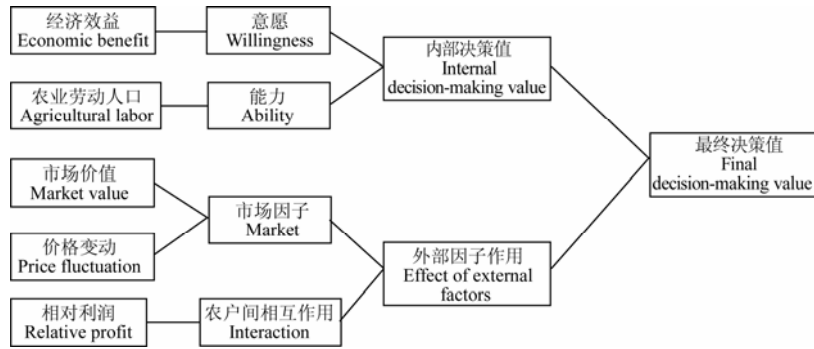 经济效益
Economic benefit
意愿
Willingness
农业劳动人口
Agricultural labor
能力
Ability
内部决策值
Internal
decision-making value
市场价值
Market value
价格变动
Price fluctuation
市场因子
Market
相对利润
Relative profit
农户间相互作用
Interaction
外部因子作用
Effect of external
factors
最终决策值
Final
decision-making value